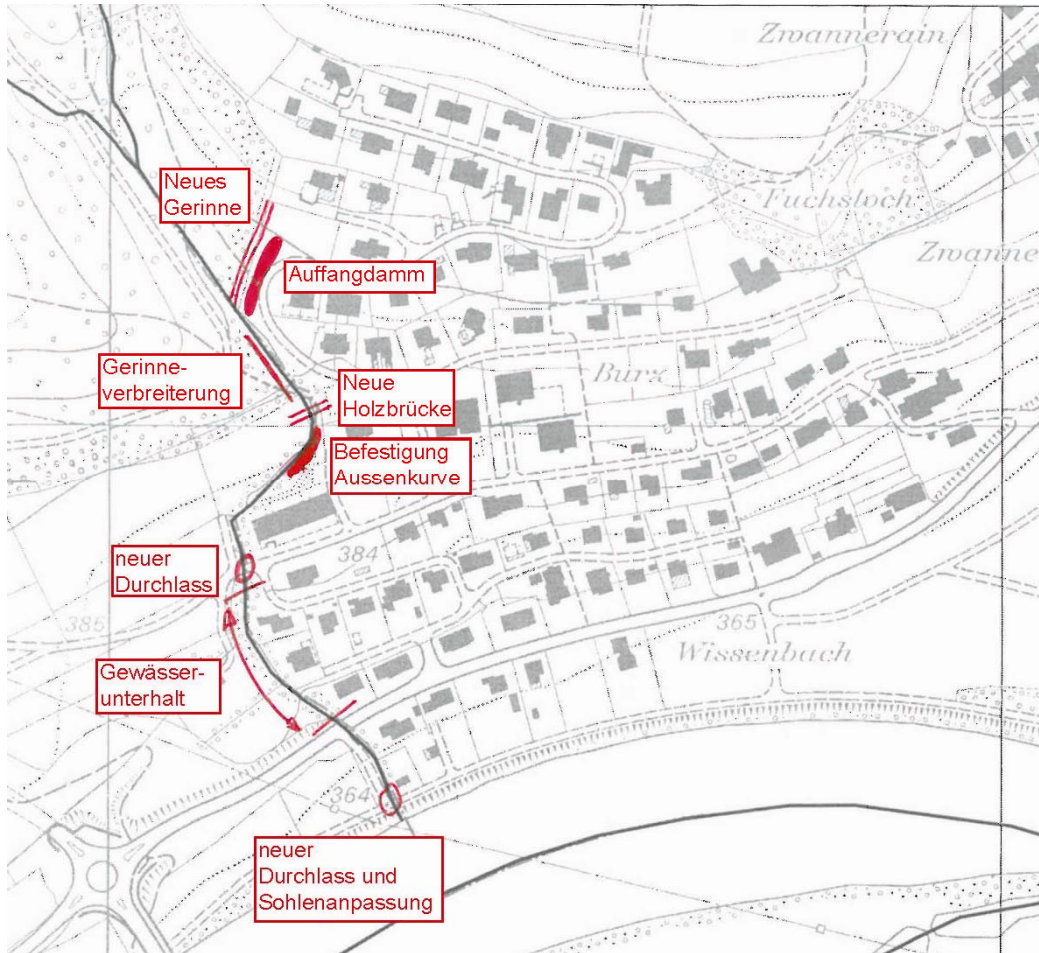 Zwannerain
Neues
Gerinne
Fuchsloch
Auffangdamm
Zwanne
Gerinne-
verbreiterung
Neue
Holzbrücke
Burz
Befestigung
Aussenkurve
neuer
Durchlass
384
385
365
Wissenbach
Gewässer-
unterhalt
364
neuer
Durchlass und
Sohlenanpassung